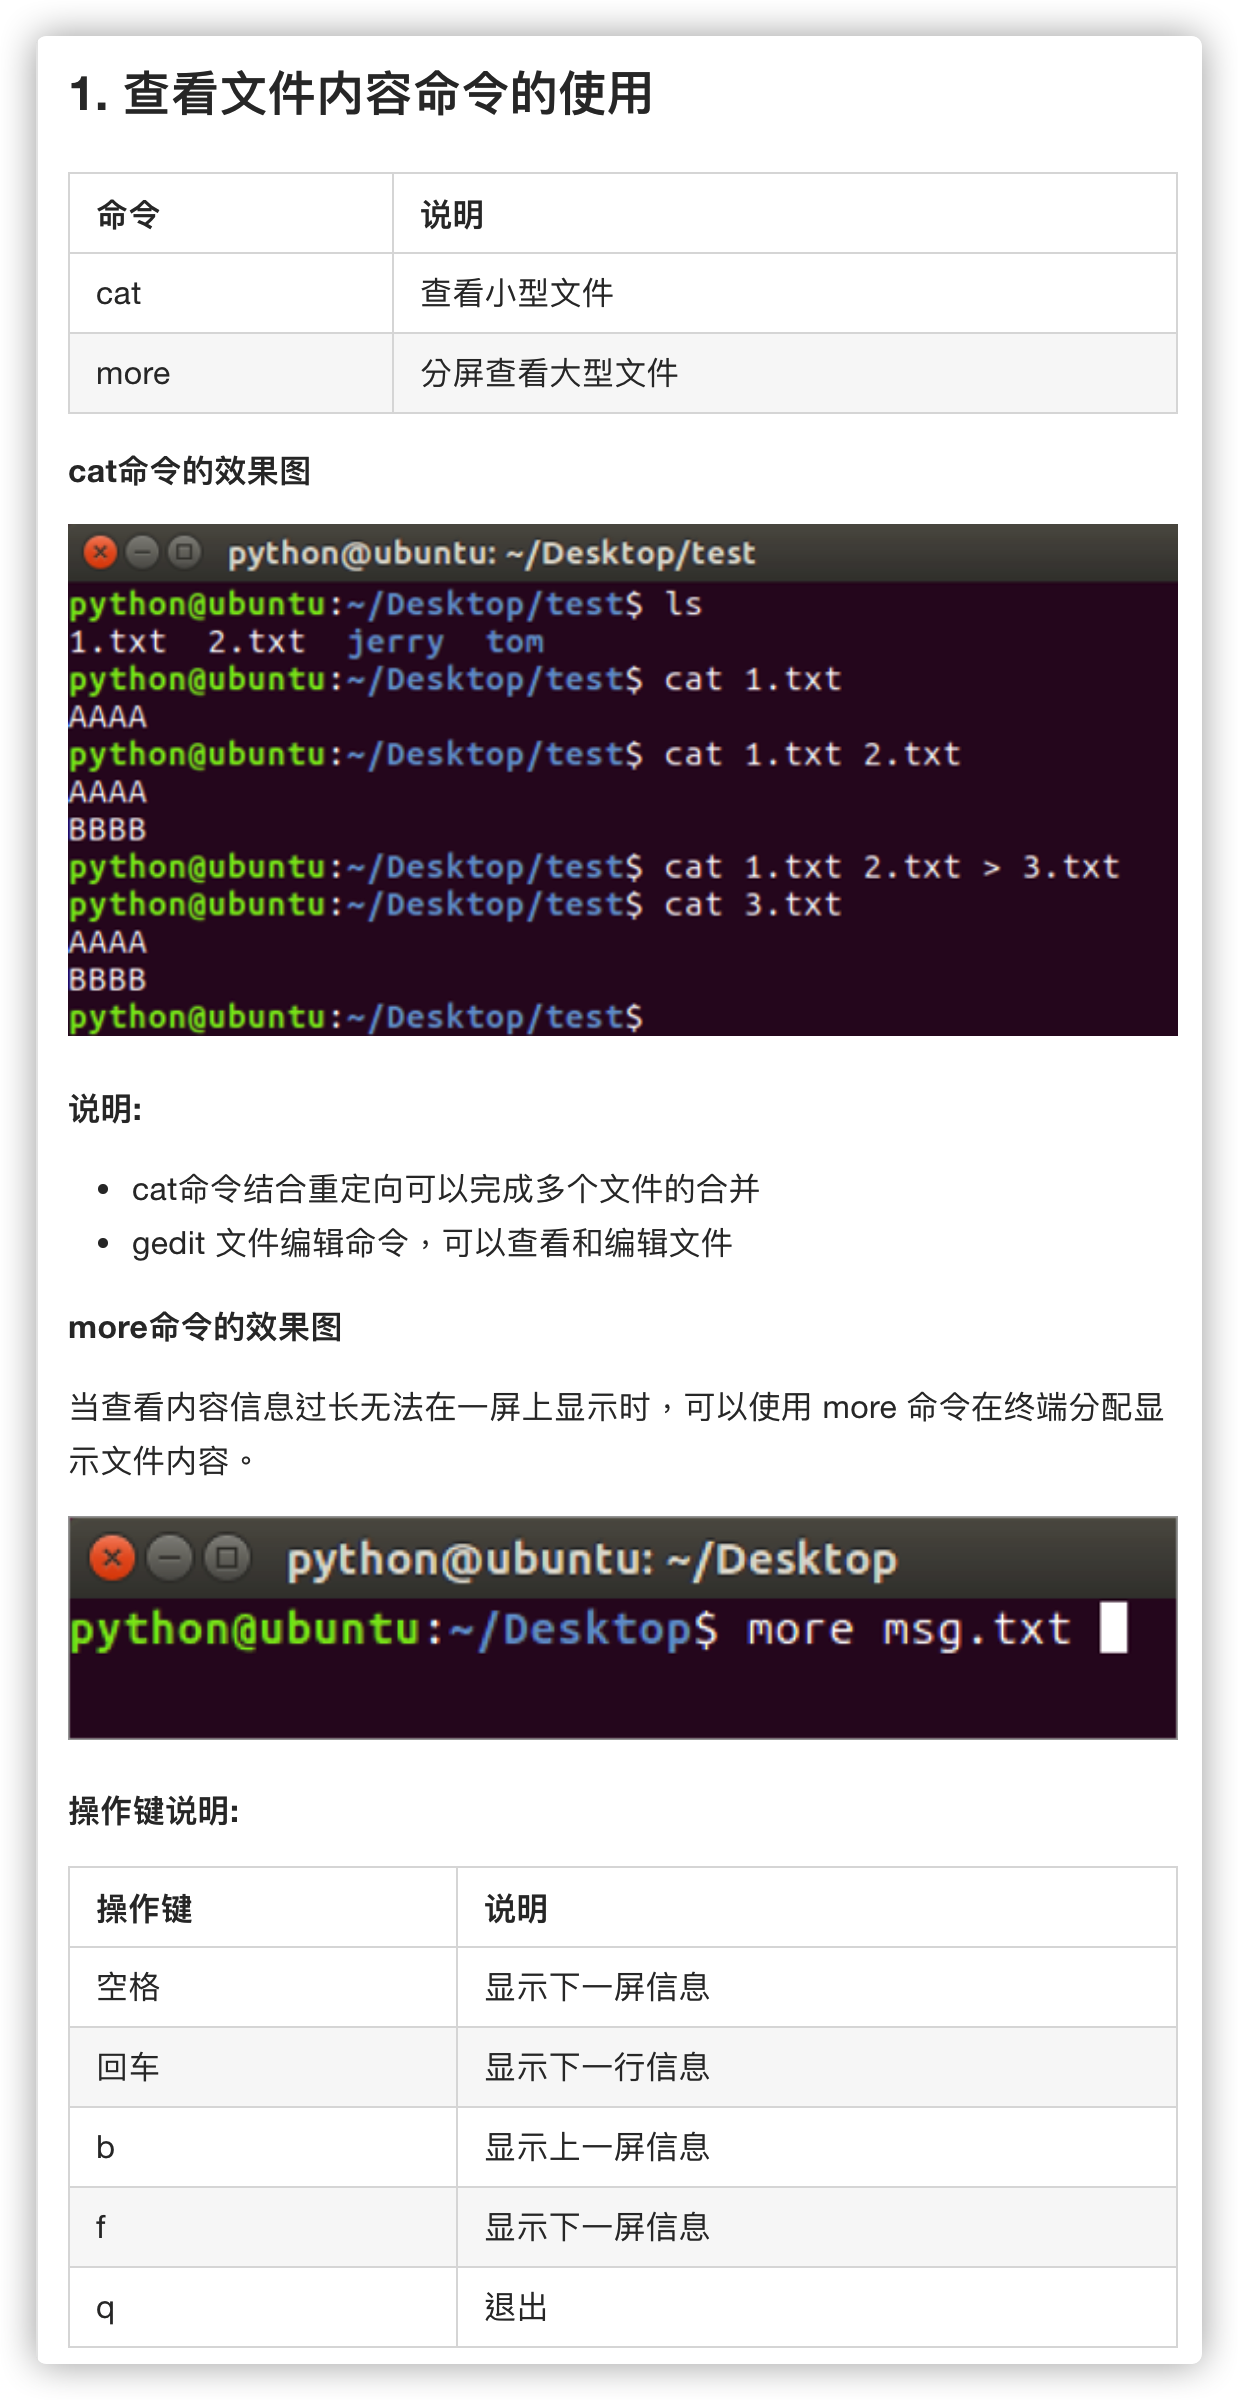 1. 查看文件内容命令的使用
命令 说明
cat 查看小型文件
more 分屏查看大型文件
cat命令的效果图
python@ubuntu: ~/Desktop/test
python@ubuntu:~/Desktop/test$ ls
1.txt 2.txt jerry tom
python@ubuntu:~/Desktop/test$ cat 1.txt
AAAA
python@ubuntu:~/Desktop/test$ cat 1.txt 2.txt
AAAA
BBBB
python@ubuntu:~/Desktop/test$ cat 1.txt 2.txt > 3.txt
python@ubuntu:~/Desktop/test$ cat 3.txt
AAAA
BBBB
python@ubuntu:~/Desktop/test$
说明:
• cat命令结合重定向可以完成多个文件的合并
• gedit 文件编辑命令，可以查看和编辑文件
more命令的效果图
当查看内容信息过长无法在一屏上显示时，可以使用 more 命令在终端分配显
示文件内容。
python@ubuntu: ~/Desktop
python@ubuntu:~/Desktop$ more msg.txt
操作键说明:
操作键 说明
空格 显示下一屏信息
回车 显示下一行信息
b 显示上一屏信息
f 显示下一屏信息
q 退出